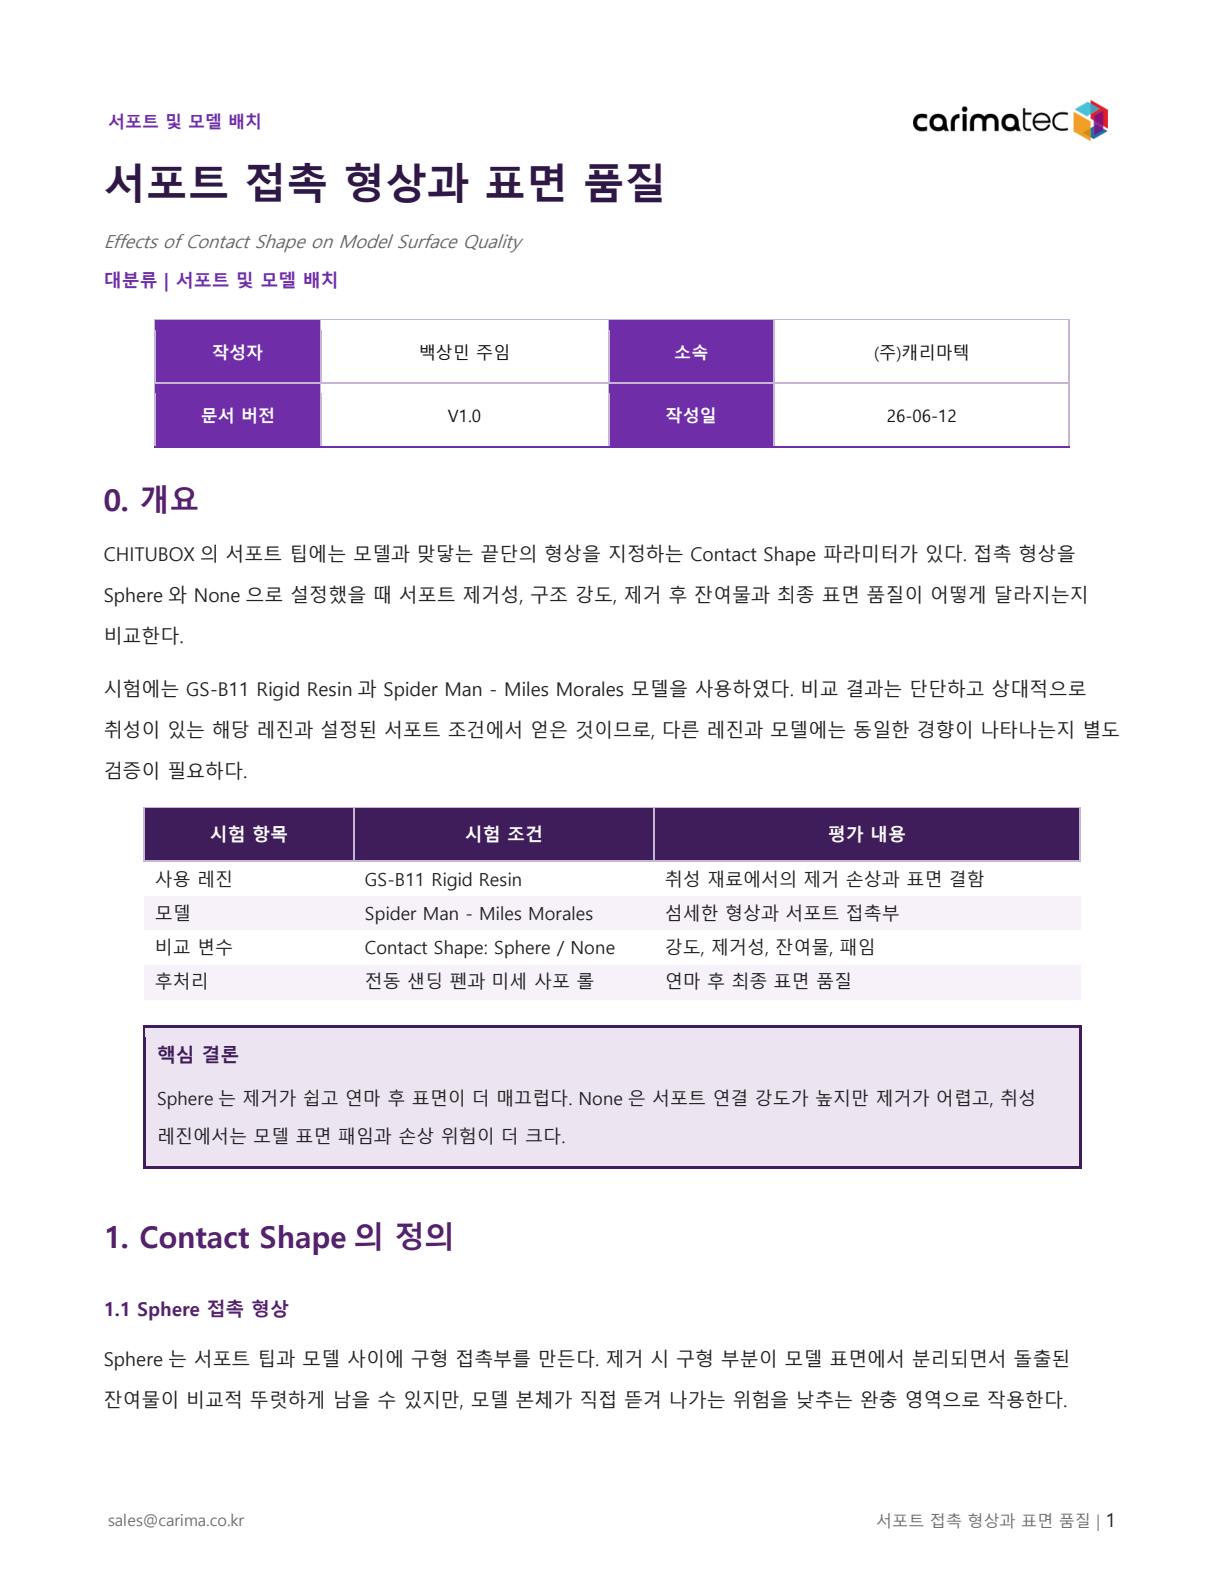 서포트 및 모델 배치
carimatec
서포트 접촉 형상과 표면 품질
Effects of Contact Shape on Model Surface Quality
대분류 | 서포트 및 모델 배치
작성자 백상민 주임 소속 (주)캐리마텍
문서 버전 V1.0 작성일 26-06-12
0. 개요
CHITUBOX 의 서포트 팁에는 모델과 맞닿는 끝단의 형상을 지정하는 Contact Shape 파라미터가 있다. 접촉 형상을
Sphere 와 None 으로 설정했을 때 서포트 제거성, 구조 강도, 제거 후 잔여물과 최종 표면 품질이 어떻게 달라지는지
비교한다.
시험에는 GS-B11 Rigid Resin 과 Spider Man - Miles Morales 모델을 사용하였다. 비교 결과는 단단하고 상대적으로
취성이 있는 해당 레진과 설정된 서포트 조건에서 얻은 것이므로, 다른 레진과 모델에는 동일한 경향이 나타나는지 별도
검증이 필요하다.
시험 항목 시험 조건 평가 내용
사용 레진 GS-B11 Rigid Resin 취성 재료에서의 제거 손상과 표면 결함
모델 Spider Man - Miles Morales 섬세한 형상과 서포트 접촉부
비교 변수 Contact Shape: Sphere / None 강도, 제거성, 잔여물, 패임
후처리 전동 샌딩 펜과 미세 사포 롤 연마 후 최종 표면 품질
핵심 결론
Sphere 는 제거가 쉽고 연마 후 표면이 더 매끄럽다. None 은 서포트 연결 강도가 높지만 제거가 어렵고, 취성
레진에서는 모델 표면 패임과 손상 위험이 더 크다.
1. Contact Shape 의 정의
1.1 Sphere 접촉 형상
Sphere 는 서포트 팁과 모델 사이에 구형 접촉부를 만든다. 제거 시 구형 부분이 모델 표면에서 분리되면서 돌출된
잔여물이 비교적 뚜렷하게 남을 수 있지만, 모델 본체가 직접 뜯겨 나가는 위험을 낮추는 완충 영역으로 작용한다.
sales@carima.co.kr 서포트 접촉 형상과 표면 품질 | 1